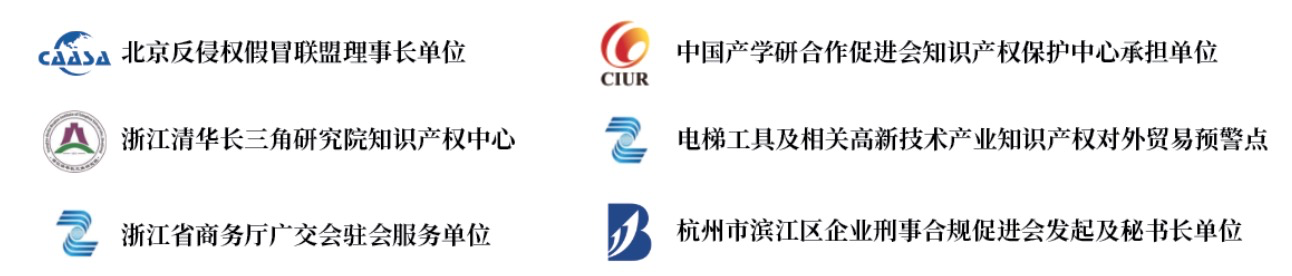 CAASA 北京反侵权假冒联盟理事长单位
CIUR 中国产学研合作促进会知识产权保护中心承担单位
浙江清华长三角研究院知识产权中心
电梯工具及相关高新技术产业知识产权对外贸易预警点
浙江省商务厅广交会驻会服务单位
杭州市滨江区企业刑事合规促进会发起及秘书长单位